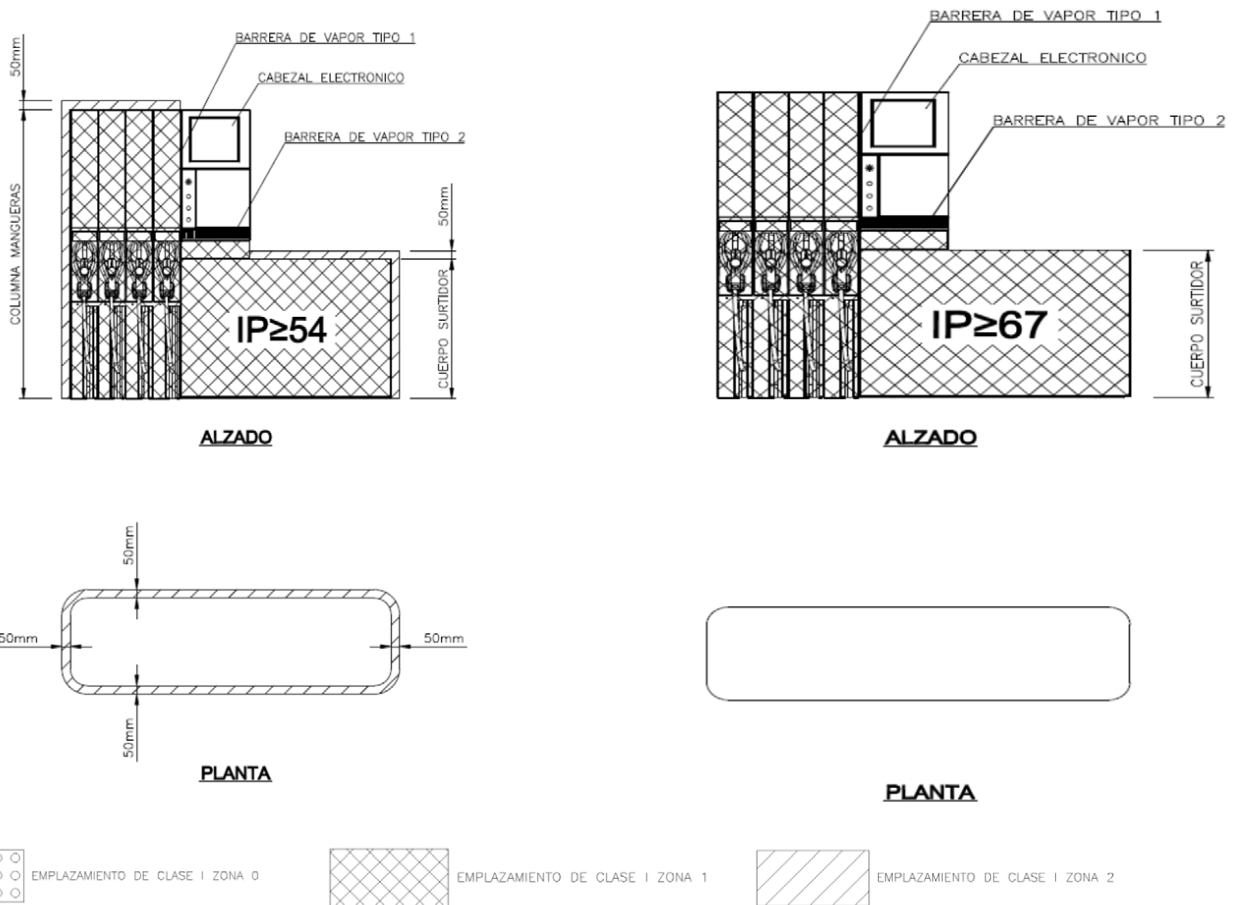 50mm
COLUMNA MANGUERAS
BARRERA DE VAPOR TIPO 1
CABEZAL ELECTRONICO
BARRERA DE VAPOR TIPO 2
50mm
CUERPO SURTIDOR
IP≥54
ALZADO
BARRERA DE VAPOR TIPO 1
CABEZAL ELECTRONICO
BARRERA DE VAPOR TIPO 2
IP≥67
CUERPO SURTIDOR
ALZADO
50mm
50mm
50mm
50mm
PLANTA
PLANTA
EMPLAZAMIENTO DE CLASE I ZONA 0
EMPLAZAMIENTO DE CLASE I ZONA 1
EMPLAZAMIENTO DE CLASE I ZONA 2